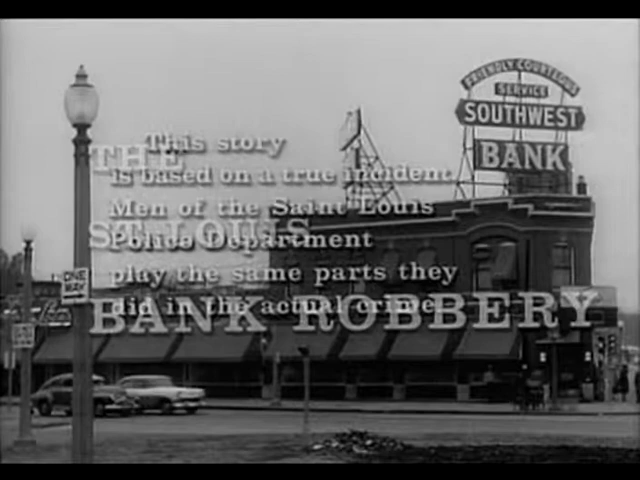 FRIENDLY COURTEOUS
SERVICE
SOUTHWEST
BANK
THE
ST. LOUIS
BANK ROBBERY
This story
is based on a true incident.
Men of the Saint Louis
Police Department
play the same parts they
did in the actual crime.
ONE
WAY